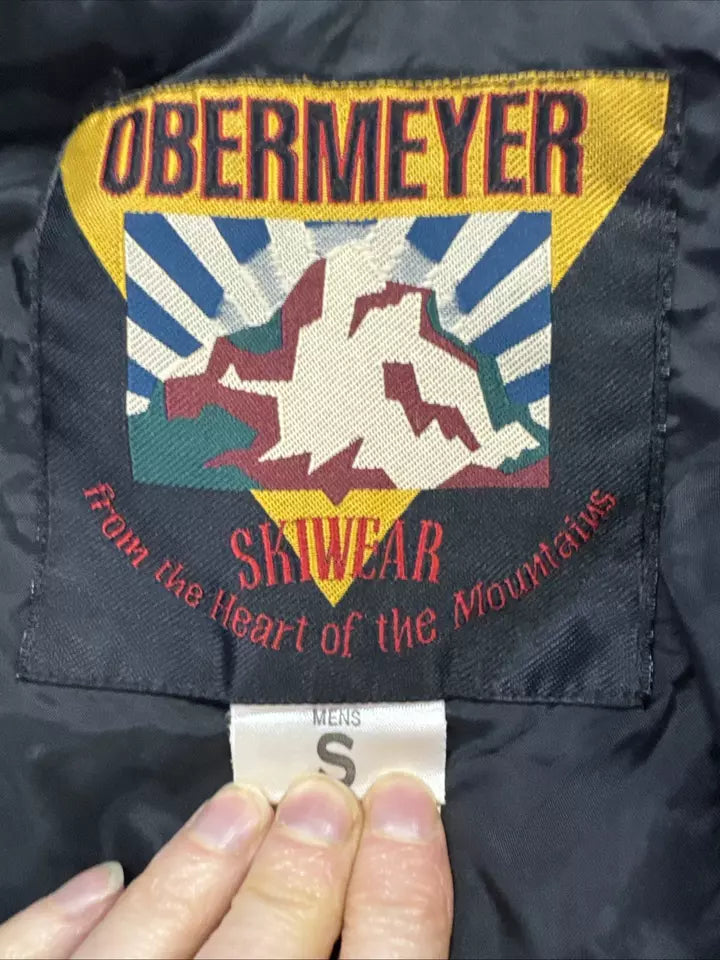 OBERMEYER
SKIWEAR
from the Heart of the Mountains
MENS
S